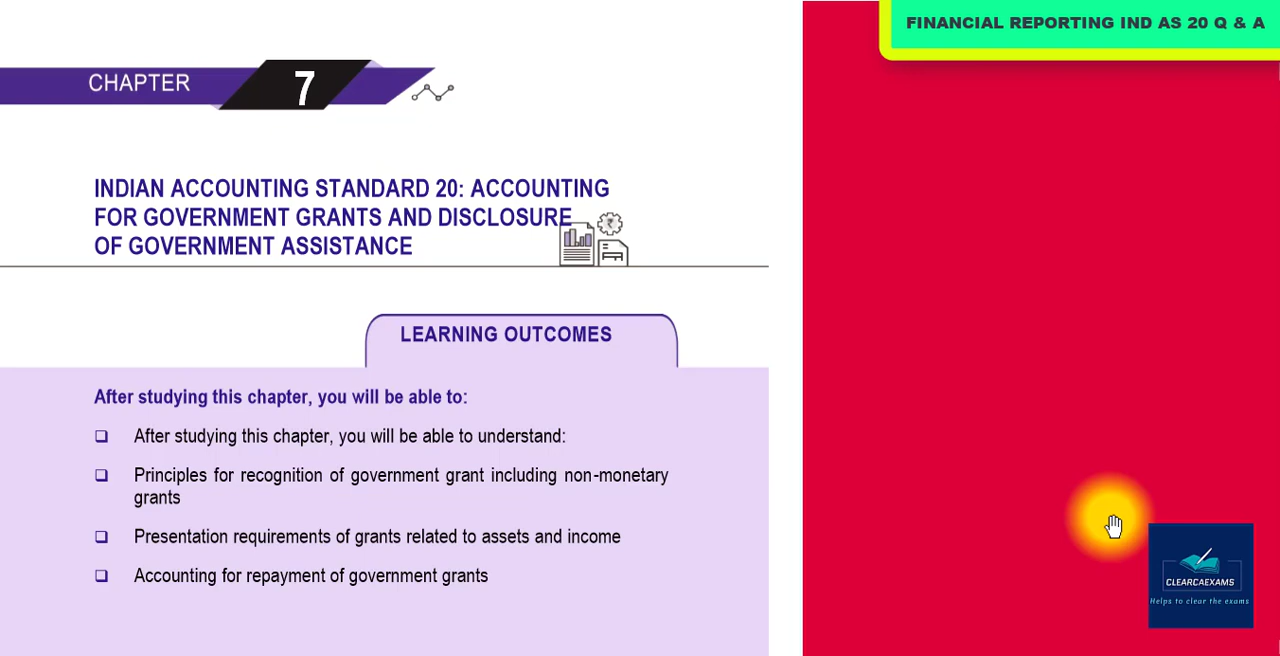 FINANCIAL REPORTING IND AS 20 Q & A
CHAPTER 7
INDIAN ACCOUNTING STANDARD 20: ACCOUNTING
FOR GOVERNMENT GRANTS AND DISCLOSURE
OF GOVERNMENT ASSISTANCE
₹
LEARNING OUTCOMES
After studying this chapter, you will be able to:
❑ After studying this chapter, you will be able to understand:
❑ Principles for recognition of government grant including non-monetary
grants
❑ Presentation requirements of grants related to assets and income
❑ Accounting for repayment of government grants
CLEARCAEXAMS
Helps to clear the exams